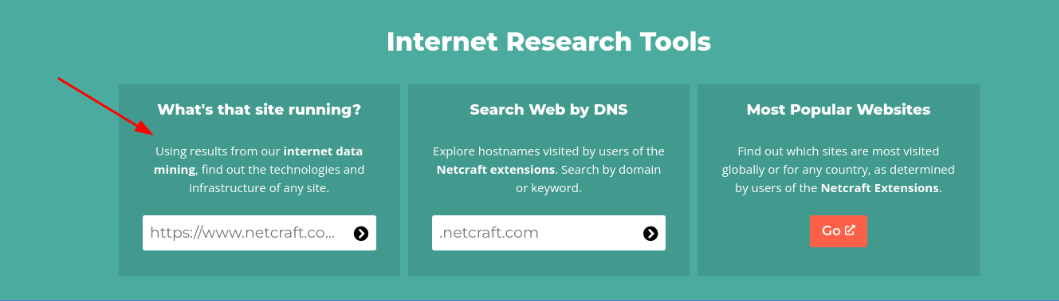 Internet Research Tools
What's that site running?
Using results from our internet data
mining, find out the technologies and
infrastructure of any site.
https://www.netcraft.co...
Search Web by DNS
Explore hostnames visited by users of the
Netcraft extensions. Search by domain
or keyword.
.netcraft.com
Most Popular Websites
Find out which sites are most visited
globally or for any country, as determined
by users of the Netcraft Extensions.
Go